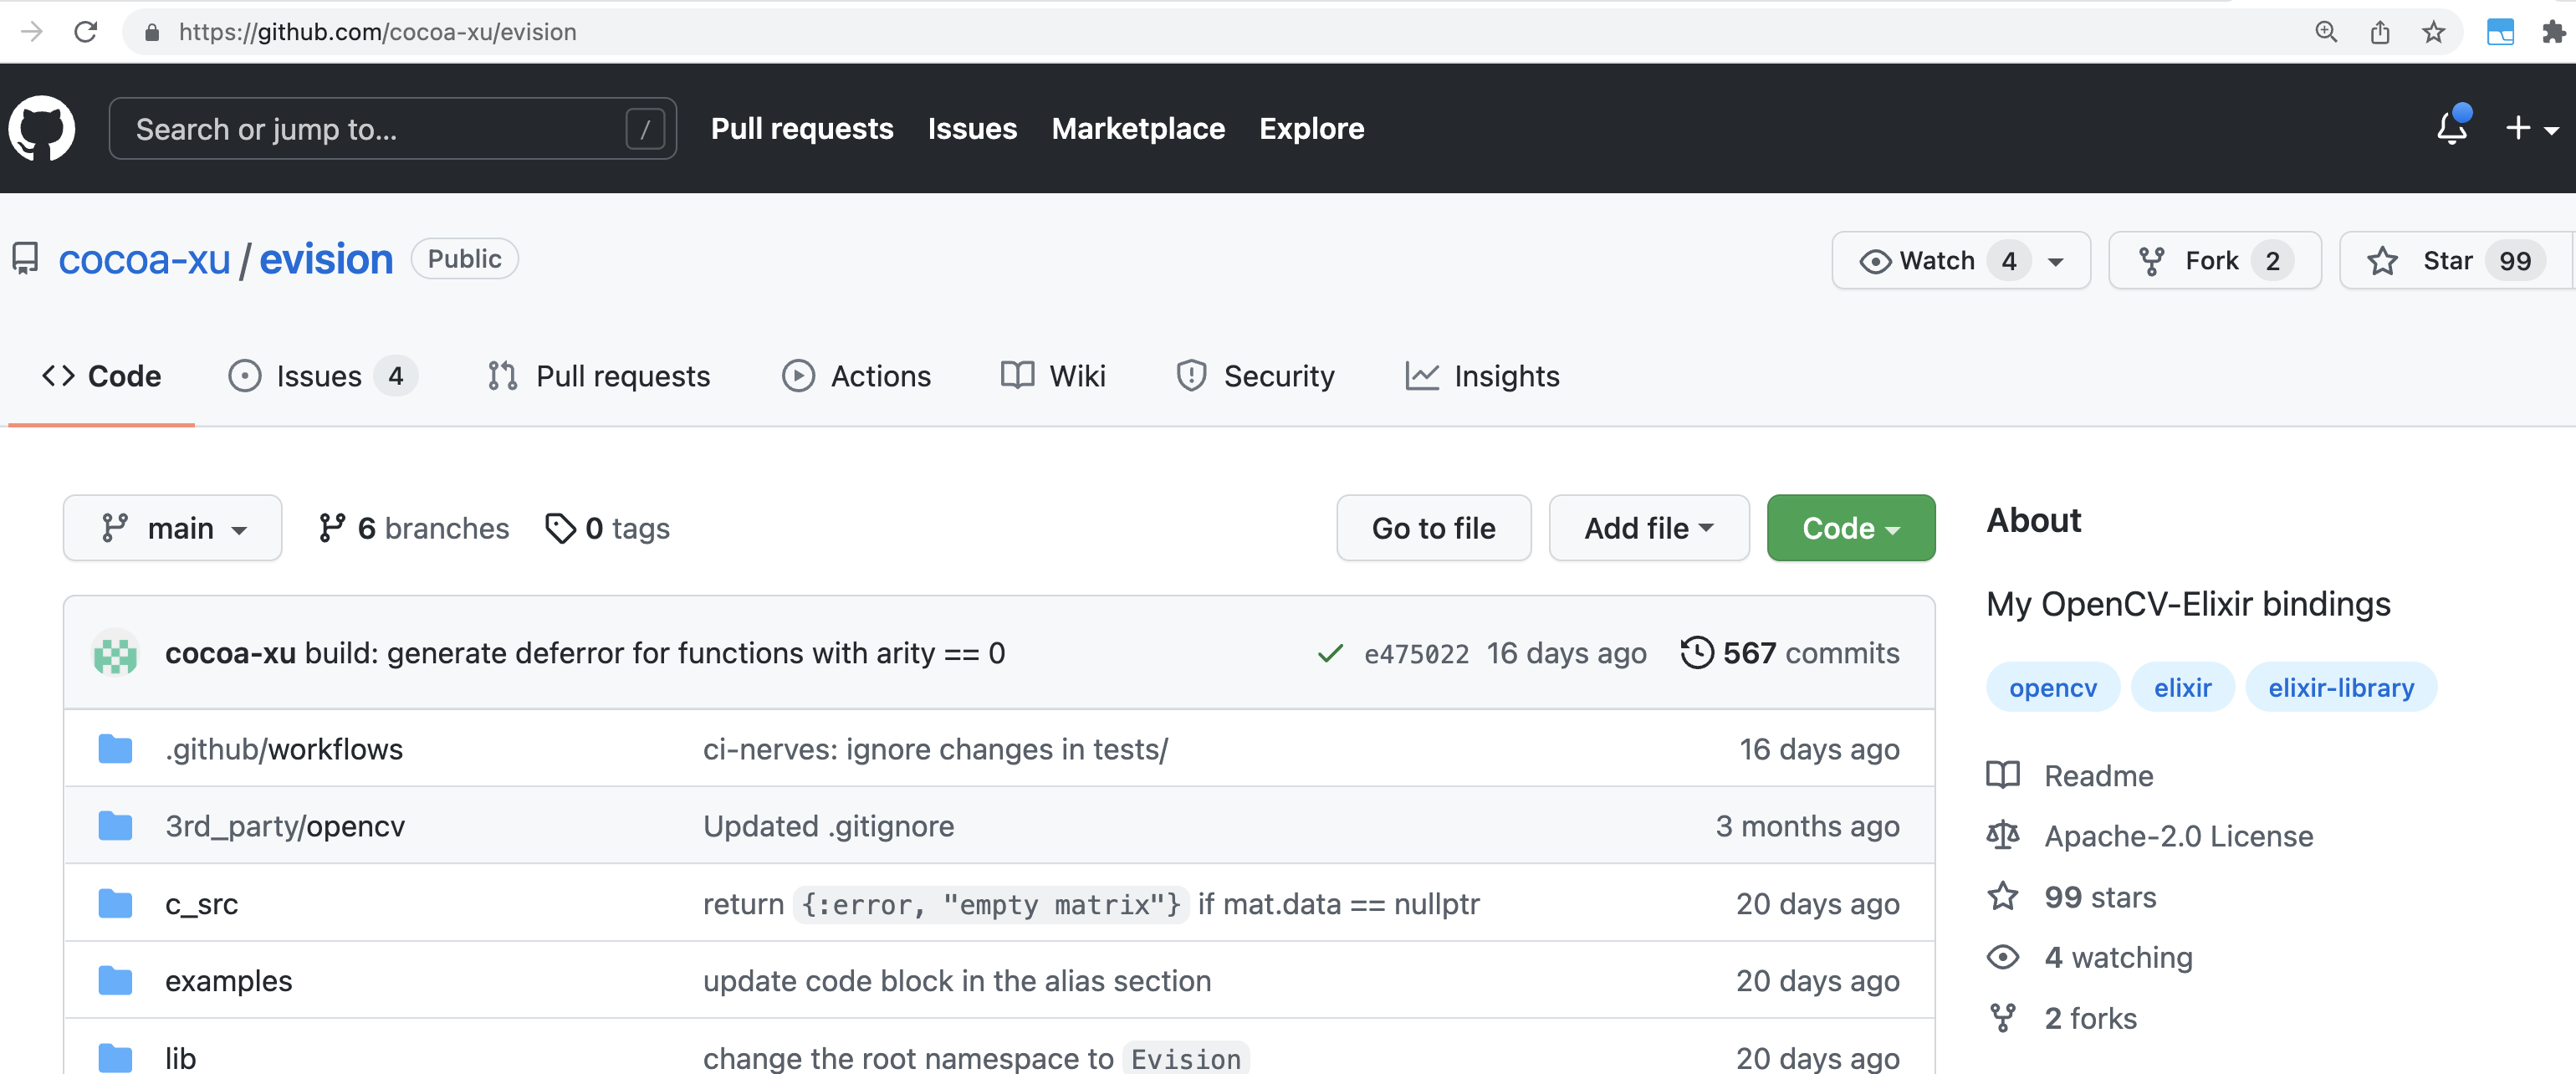 https://github.com/cocoa-xu/evision
Search or jump to... /
Pull requests Issues Marketplace Explore
cocoa-xu / evision Public
Watch 4 Fork 2 Star 99
Code Issues 4 Pull requests Actions Wiki Security Insights
main 6 branches 0 tags Go to file Add file Code
cocoa-xu build: generate deferror for functions with arity == 0 e475022 16 days ago 567 commits
.github/workflows ci-nerves: ignore changes in tests/ 16 days ago
3rd_party/opencv Updated .gitignore 3 months ago
c_src return {:error, "empty matrix"} if mat.data == nullptr 20 days ago
examples update code block in the alias section 20 days ago
lib change the root namespace to Evision 20 days ago
About
My OpenCV-Elixir bindings
opencv elixir elixir-library
Readme
Apache-2.0 License
99 stars
4 watching
2 forks